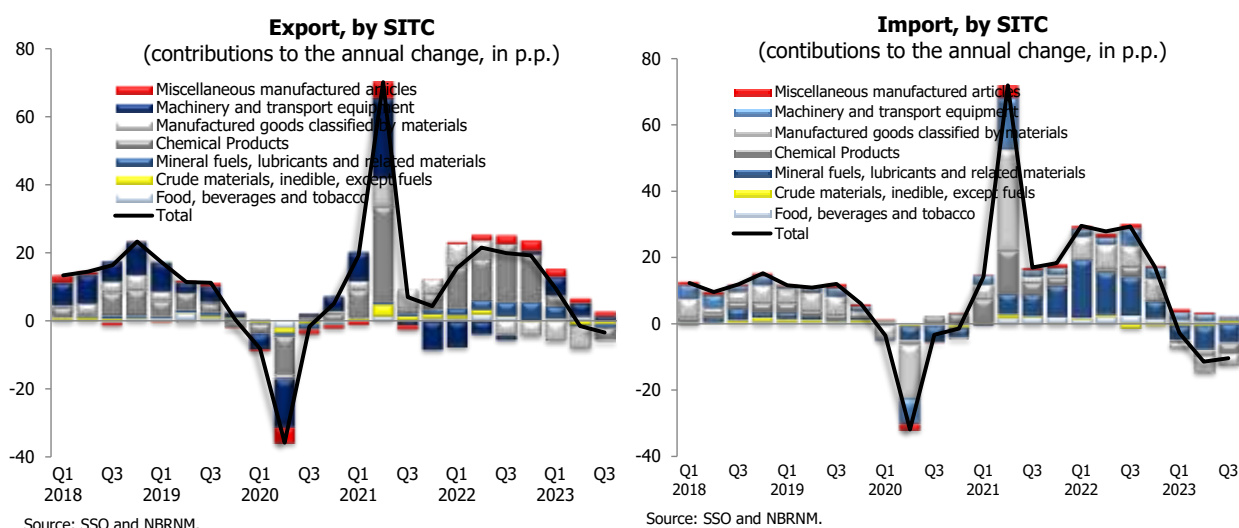 Export, by SITC
(contributions to the annual change, in p.p.)
80
60
40
20
0
-20
-40
Miscellaneous manufactured articles
Machinery and transport equipment
Manufactured goods classified by materials
Chemical Products
Mineral fuels, lubricants and related materials
Crude materials, inedible, except fuels
Food, beverages and tobacco
Total
Q1 Q3 Q1 Q3 Q1 Q3 Q1 Q3 Q1 Q3 Q1 Q3
2018 2019 2020 2021 2022 2023
Source: SSO and NBRNM.
Import, by SITC
(contibutions to the annual change, in p.p.)
80
60
40
20
0
-20
-40
Miscellaneous manufactured articles
Machinery and transport equipment
Manufactured goods classified by materials
Chemical Products
Mineral fuels, lubricants and related materials
Crude materials, inedible, except fuels
Food, beverages and tobacco
Total
Q1 Q3 Q1 Q3 Q1 Q3 Q1 Q3 Q1 Q3 Q1 Q3
2018 2019 2020 2021 2022 2023
Source: SSO and NBRNM.